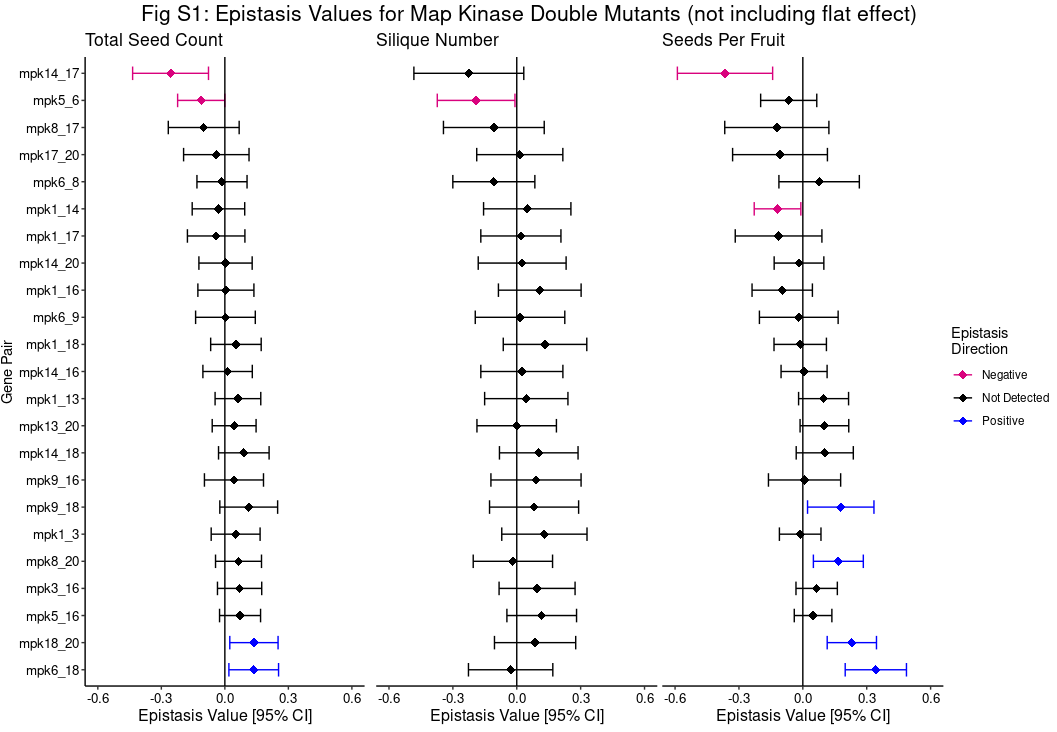 Fig S1: Epistasis Values for Map Kinase Double Mutants (not including flat effect)
Total Seed Count
Silique Number
Seeds Per Fruit
Gene Pair
mpk14_17
mpk5_6
mpk8_17
mpk17_20
mpk6_8
mpk1_14
mpk1_17
mpk14_20
mpk1_16
mpk6_9
mpk1_18
mpk14_16
mpk1_13
mpk13_20
mpk14_18
mpk9_16
mpk9_18
mpk1_3
mpk8_20
mpk3_16
mpk5_16
mpk18_20
mpk6_18
-0.6 -0.3 0.0 0.3 0.6
-0.6 -0.3 0.0 0.3 0.6
-0.6 -0.3 0.0 0.3 0.6
Epistasis Value [95% CI]
Epistasis Value [95% CI]
Epistasis Value [95% CI]
Epistasis
Direction
Negative
Not Detected
Positive